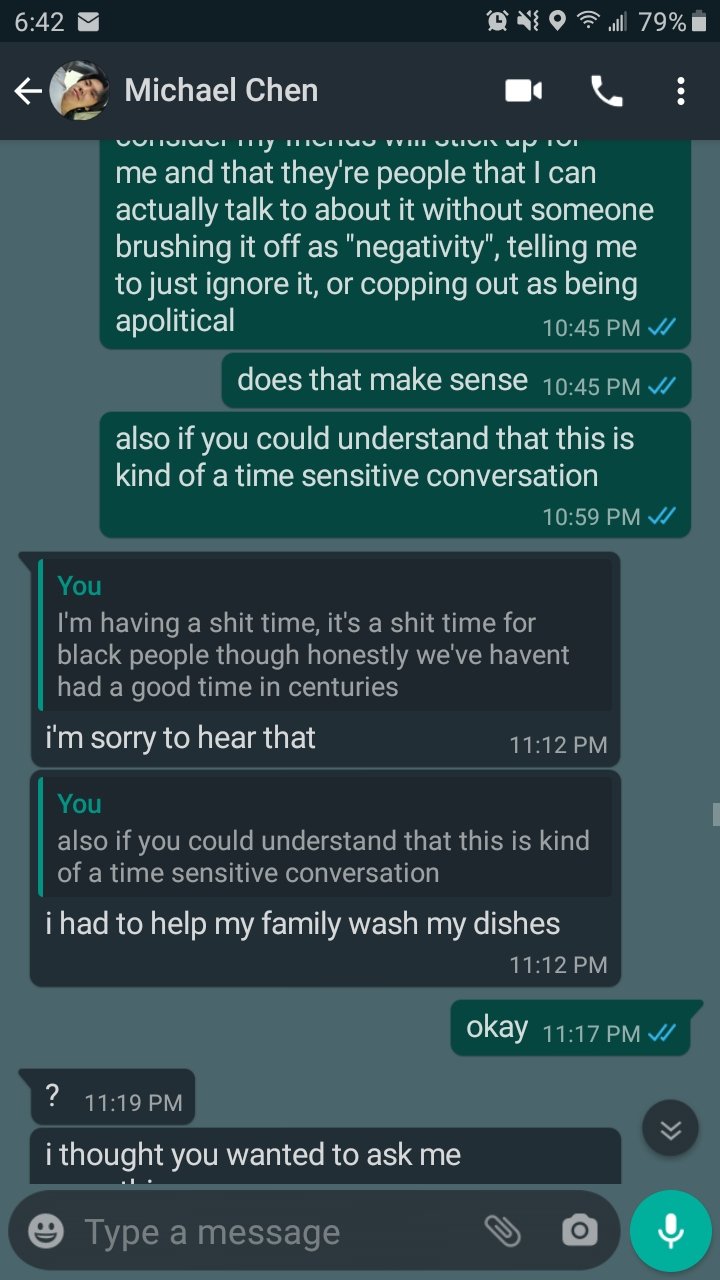 6:42 79%
Michael Chen
me and that they're people that I can
actually talk to about it without someone
brushing it off as "negativity", telling me
to just ignore it, or copping out as being
apolitical 10:45 PM
does that make sense 10:45 PM
also if you could understand that this is
kind of a time sensitive conversation
10:59 PM
You
I'm having a shit time, it's a shit time for
black people though honestly we've havent
had a good time in centuries
i'm sorry to hear that 11:12 PM
You
also if you could understand that this is kind
of a time sensitive conversation
i had to help my family wash my dishes
11:12 PM
okay 11:17 PM
? 11:19 PM
i thought you wanted to ask me
Type a message